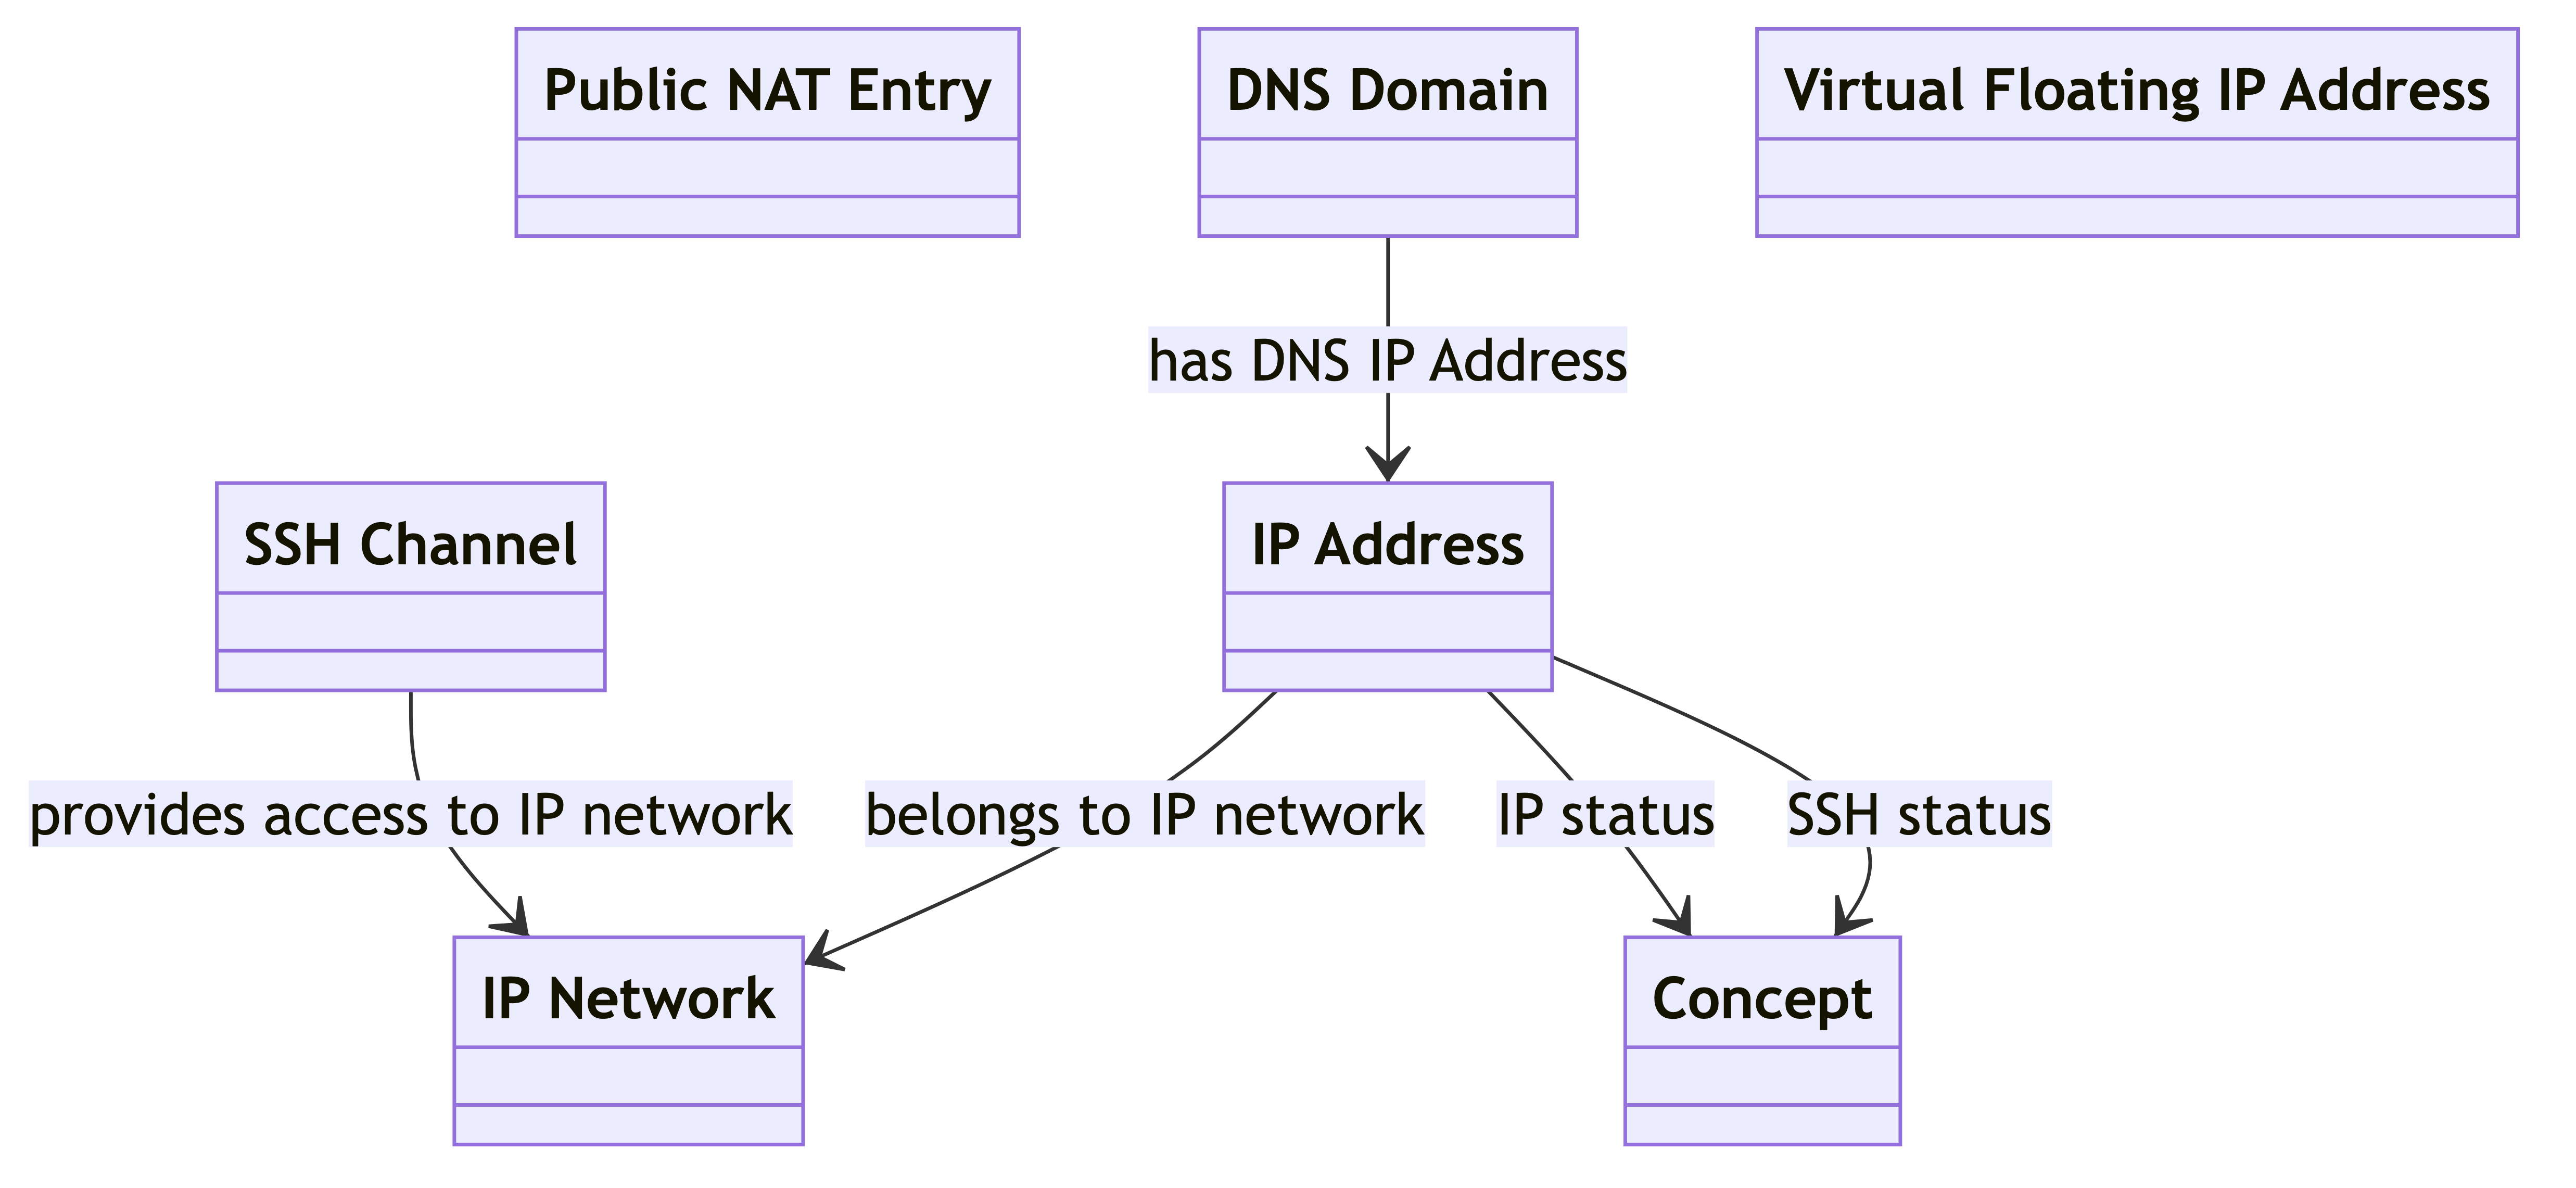 Public NAT Entry
DNS Domain
Virtual Floating IP Address
has DNS IP Address
SSH Channel
IP Address
provides access to IP network
belongs to IP network
IP status
SSH status
IP Network
Concept